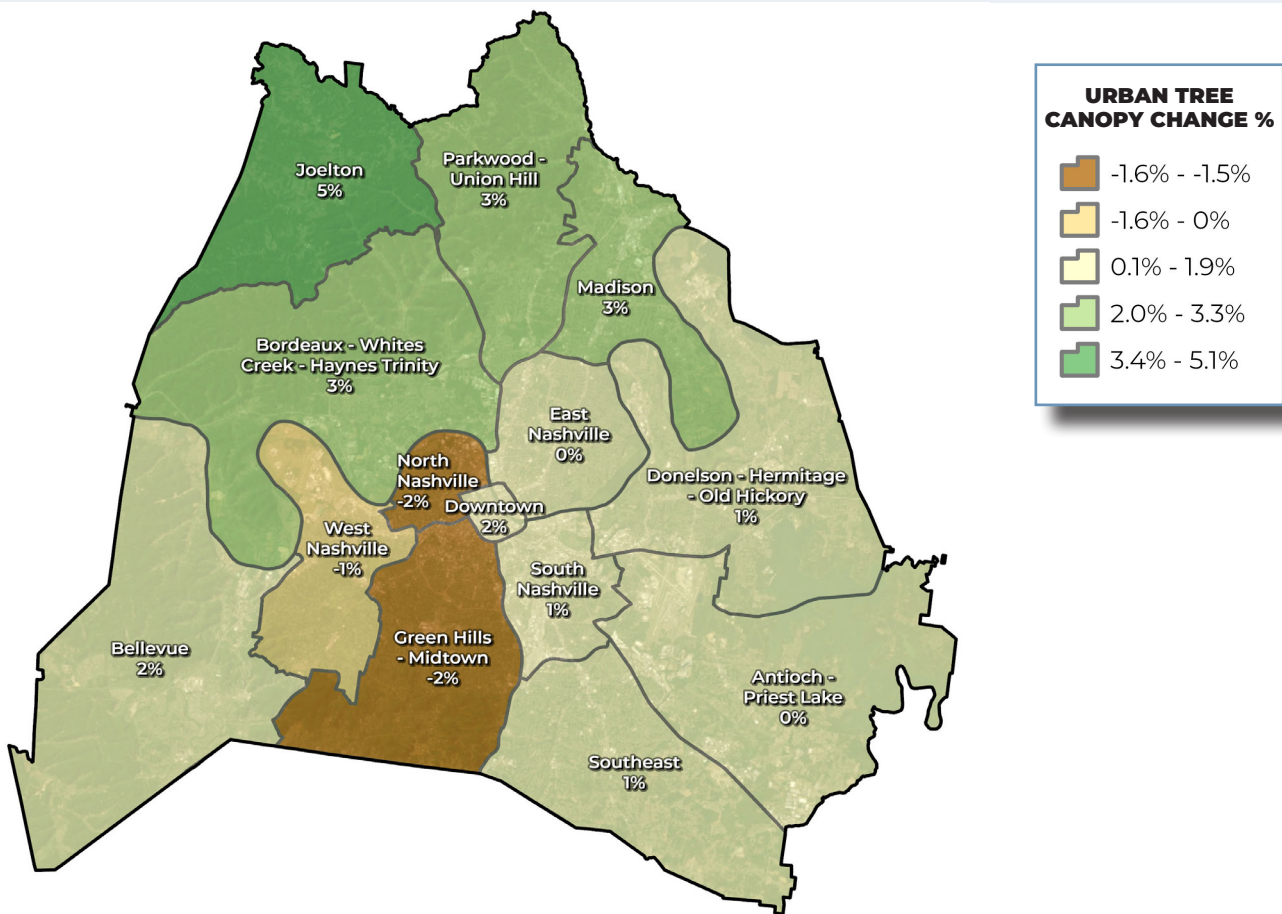 URBAN TREE
CANOPY CHANGE %
-1.6% - -1.5%
-1.6% - 0%
0.1% - 1.9%
2.0% - 3.3%
3.4% - 5.1%
Joelton
5%
Parkwood -
Union Hill
3%
Madison
3%
Bordeaux - Whites
Creek - Haynes Trinity
3%
East
Nashville
0%
North
Nashville
-2%
Donelson - Hermitage
- Old Hickory
1%
Downtown
2%
West
Nashville
-1%
South
Nashville
1%
Bellevue
2%
Green Hills
- Midtown
-2%
Antioch -
Priest Lake
0%
Southeast
1%